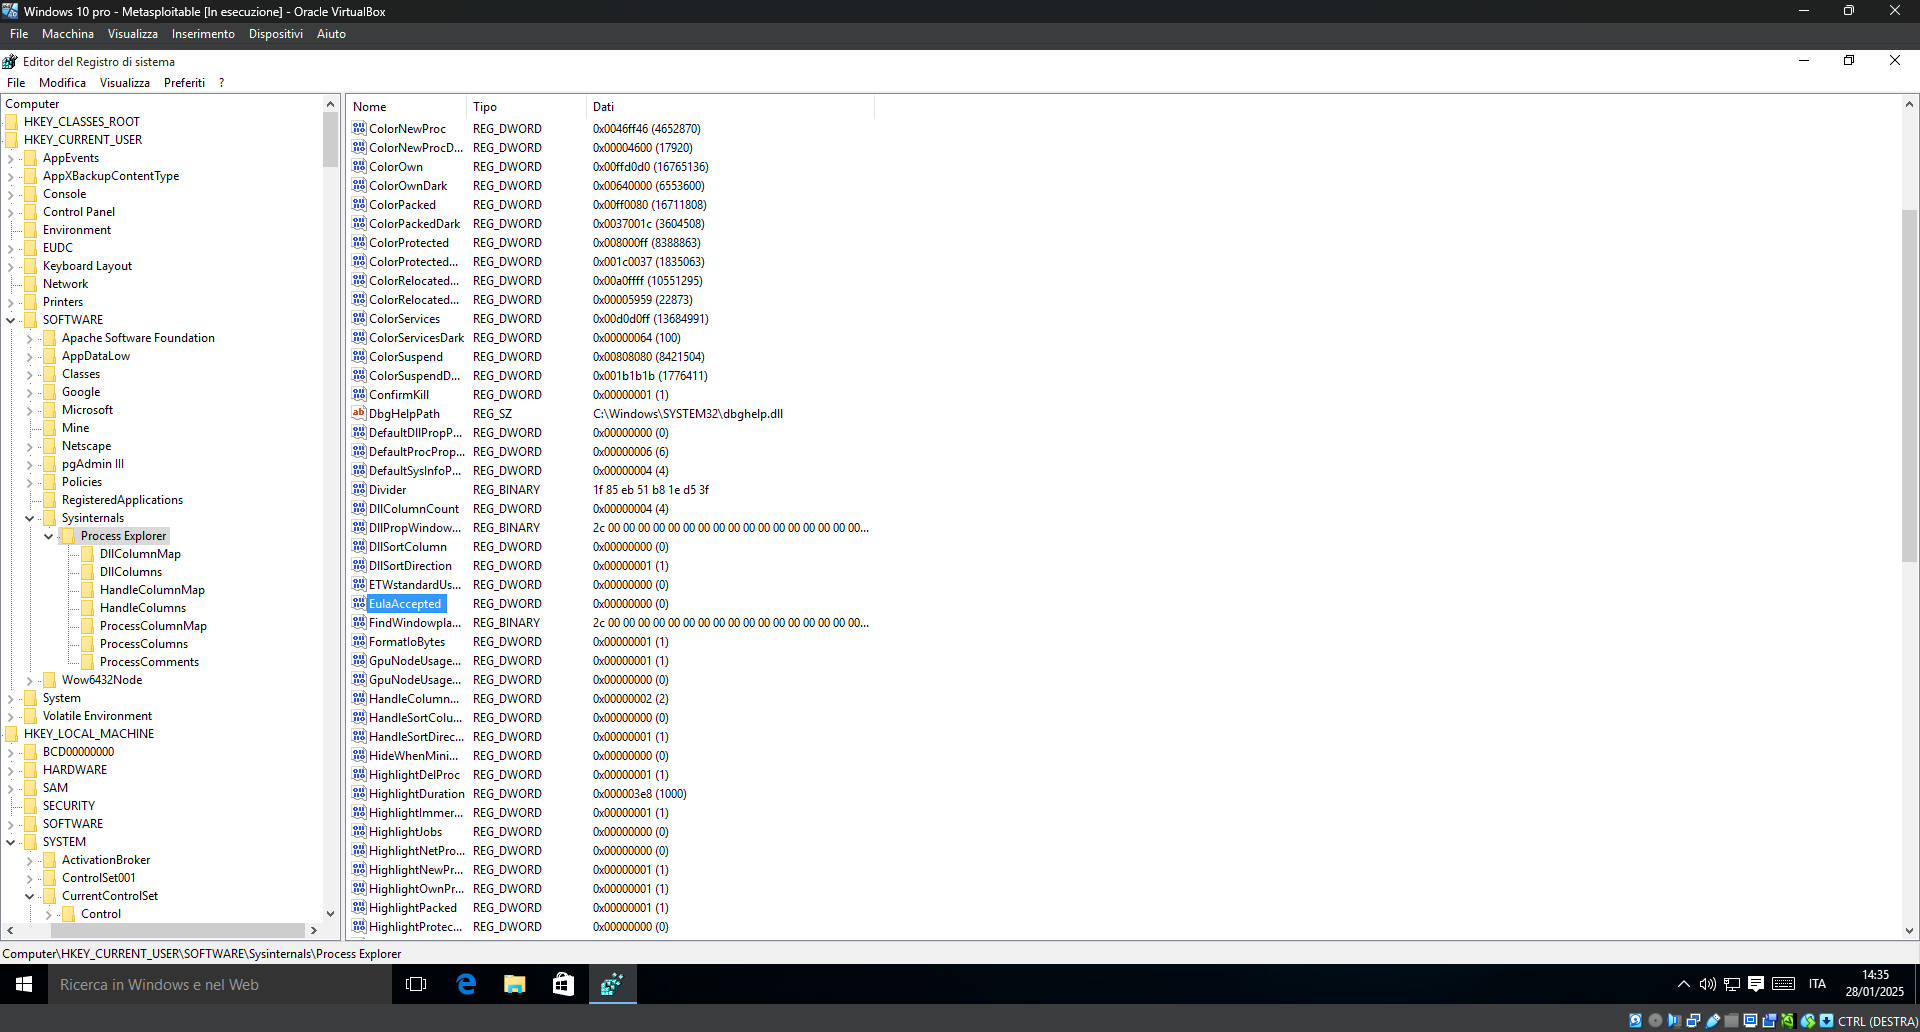 Windows 10 pro - Metasploitable [In esecuzione] - Oracle VirtualBox
File Macchina Visualizza Inserimento Dispositivi Aiuto
Editor del Registro di sistema
File Modifica Visualizza Preferiti ?
Computer
HKEY_CLASSES_ROOT
HKEY_CURRENT_USER
AppEvents
AppXBackupContentType
Console
Control Panel
Environment
EUDC
Keyboard Layout
Network
Printers
SOFTWARE
Apache Software Foundation
AppDataLow
Classes
Google
Microsoft
Mine
Netscape
pgAdmin III
Policies
RegisteredApplications
Sysinternals
Process Explorer
DllColumnMap
DllColumns
HandleColumnMap
HandleColumns
ProcessColumnMap
ProcessColumns
ProcessComments
Wow6432Node
System
Volatile Environment
HKEY_LOCAL_MACHINE
BCD00000000
HARDWARE
SAM
SECURITY
SOFTWARE
SYSTEM
ActivationBroker
ControlSet001
CurrentControlSet
Control
Nome Tipo Dati
ColorNewProc REG_DWORD 0x0046ff46 (4652870)
ColorNewProcD... REG_DWORD 0x00004600 (17920)
ColorOwn REG_DWORD 0x00ffd0d0 (16765136)
ColorOwnDark REG_DWORD 0x00640000 (6553600)
ColorPacked REG_DWORD 0x00ff0080 (16711808)
ColorPackedDark REG_DWORD 0x0037001c (3604508)
ColorProtected REG_DWORD 0x008000ff (8388863)
ColorProtected... REG_DWORD 0x001c0037 (1835063)
ColorRelocated... REG_DWORD 0x00a0ffff (10551295)
ColorRelocated... REG_DWORD 0x00005959 (22873)
ColorServices REG_DWORD 0x00d0d0ff (13684991)
ColorServicesDark REG_DWORD 0x00000064 (100)
ColorSuspend REG_DWORD 0x00808080 (8421504)
ColorSuspendD... REG_DWORD 0x001b1b1b (1776411)
ConfirmKill REG_DWORD 0x00000001 (1)
DbgHelpPath REG_SZ C:\Windows\SYSTEM32\dbghelp.dll
DefaultDllPropP... REG_DWORD 0x00000000 (0)
DefaultProcProp... REG_DWORD 0x00000006 (6)
DefaultSysInfoP... REG_DWORD 0x00000004 (4)
Divider REG_BINARY 1f 85 eb 51 b8 1e d5 3f
DllColumnCount REG_DWORD 0x00000004 (4)
DllPropWindow... REG_BINARY 2c 00 00 00 00 00 00 00 00 00 00 00 00 00 00 00 00 00...
DllSortColumn REG_DWORD 0x00000000 (0)
DllSortDirection REG_DWORD 0x00000001 (1)
ETWstandardUs... REG_DWORD 0x00000000 (0)
EulaAccepted REG_DWORD 0x00000000 (0)
FindWindowpla... REG_BINARY 2c 00 00 00 00 00 00 00 00 00 00 00 00 00 00 00 00 00...
FormatIoBytes REG_DWORD 0x00000001 (1)
GpuNodeUsage... REG_DWORD 0x00000001 (1)
GpuNodeUsage... REG_DWORD 0x00000000 (0)
HandleColumn... REG_DWORD 0x00000002 (2)
HandleSortColu... REG_DWORD 0x00000000 (0)
HandleSortDirec... REG_DWORD 0x00000001 (1)
HideWhenMini... REG_DWORD 0x00000000 (0)
HighlightDelProc REG_DWORD 0x00000001 (1)
HighlightDuration REG_DWORD 0x000003e8 (1000)
HighlightImmer... REG_DWORD 0x00000001 (1)
HighlightJobs REG_DWORD 0x00000000 (0)
HighlightNetPro... REG_DWORD 0x00000000 (0)
HighlightNewPr... REG_DWORD 0x00000001 (1)
HighlightOwnPr... REG_DWORD 0x00000001 (1)
HighlightPacked REG_DWORD 0x00000001 (1)
HighlightProtec... REG_DWORD 0x00000000 (0)
Computer\HKEY_CURRENT_USER\SOFTWARE\Sysinternals\Process Explorer
Ricerca in Windows e nel Web
ITA
14:35
28/01/2025
CTRL (DESTRA)